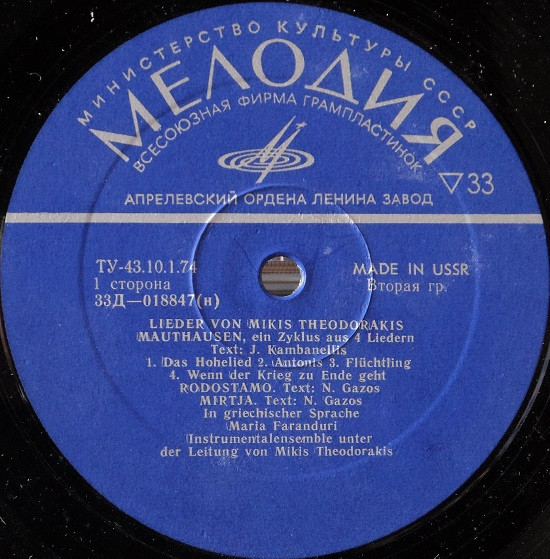 МИНИСТЕРСТВО КУЛЬТУРЫ СССР
МЕЛОДИЯ
ВСЕСОЮЗНАЯ ФИРМА ГРАМПЛАСТИНОК
▽33
АПРЕЛЕВСКИЙ ОРДЕНА ЛЕНИНА ЗАВОД
ТУ-43.10.1.74
MADE IN USSR
1 сторона
Вторая гр.
33Д—018847(н)
LIEDER VON MIKIS THEODORAKIS
MAUTHAUSEN, ein Zyklus aus 4 Liedern
Text: J. Kambanellis
1. Das Hohelied 2. Antonis 3. Flüchtling
4. Wenn der Krieg zu Ende geht
RODOSTAMO. Text: N. Gazos
MIRTJA. Text: N. Gazos
In griechischer Sprache
Maria Faranduri
Instrumentalensemble unter
der Leitung von Mikis Theodorakis